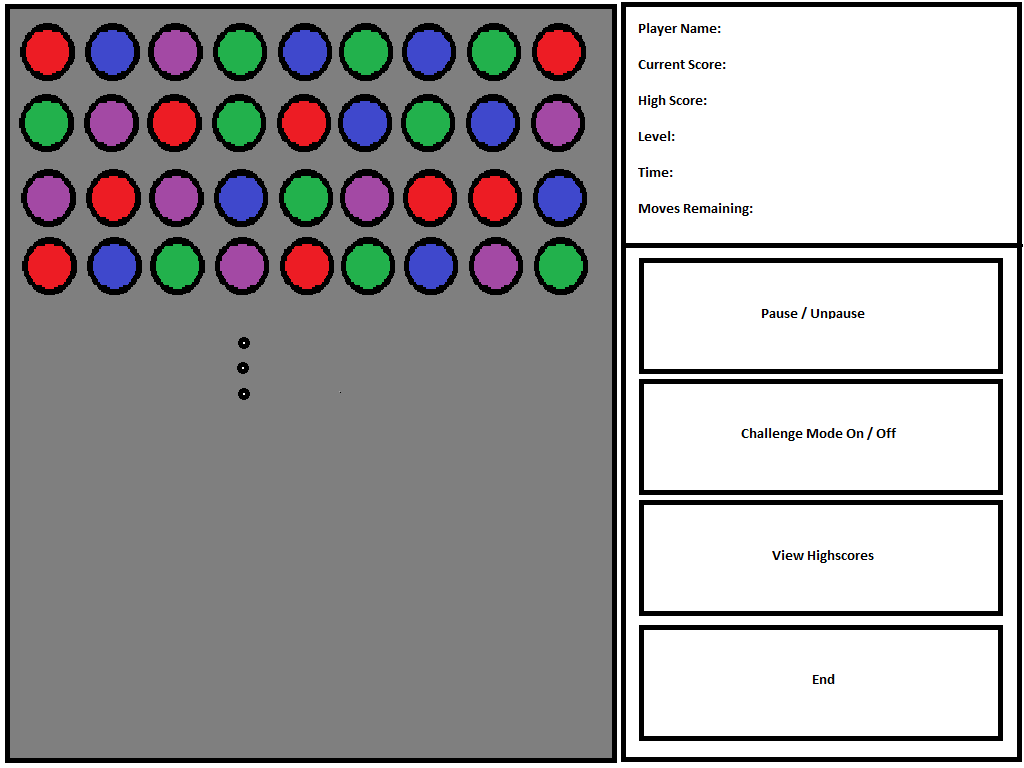 Player Name:
Current Score:
High Score:
Level:
Time:
Moves Remaining:
Pause / Unpause
Challenge Mode On / Off
View Highscores
End